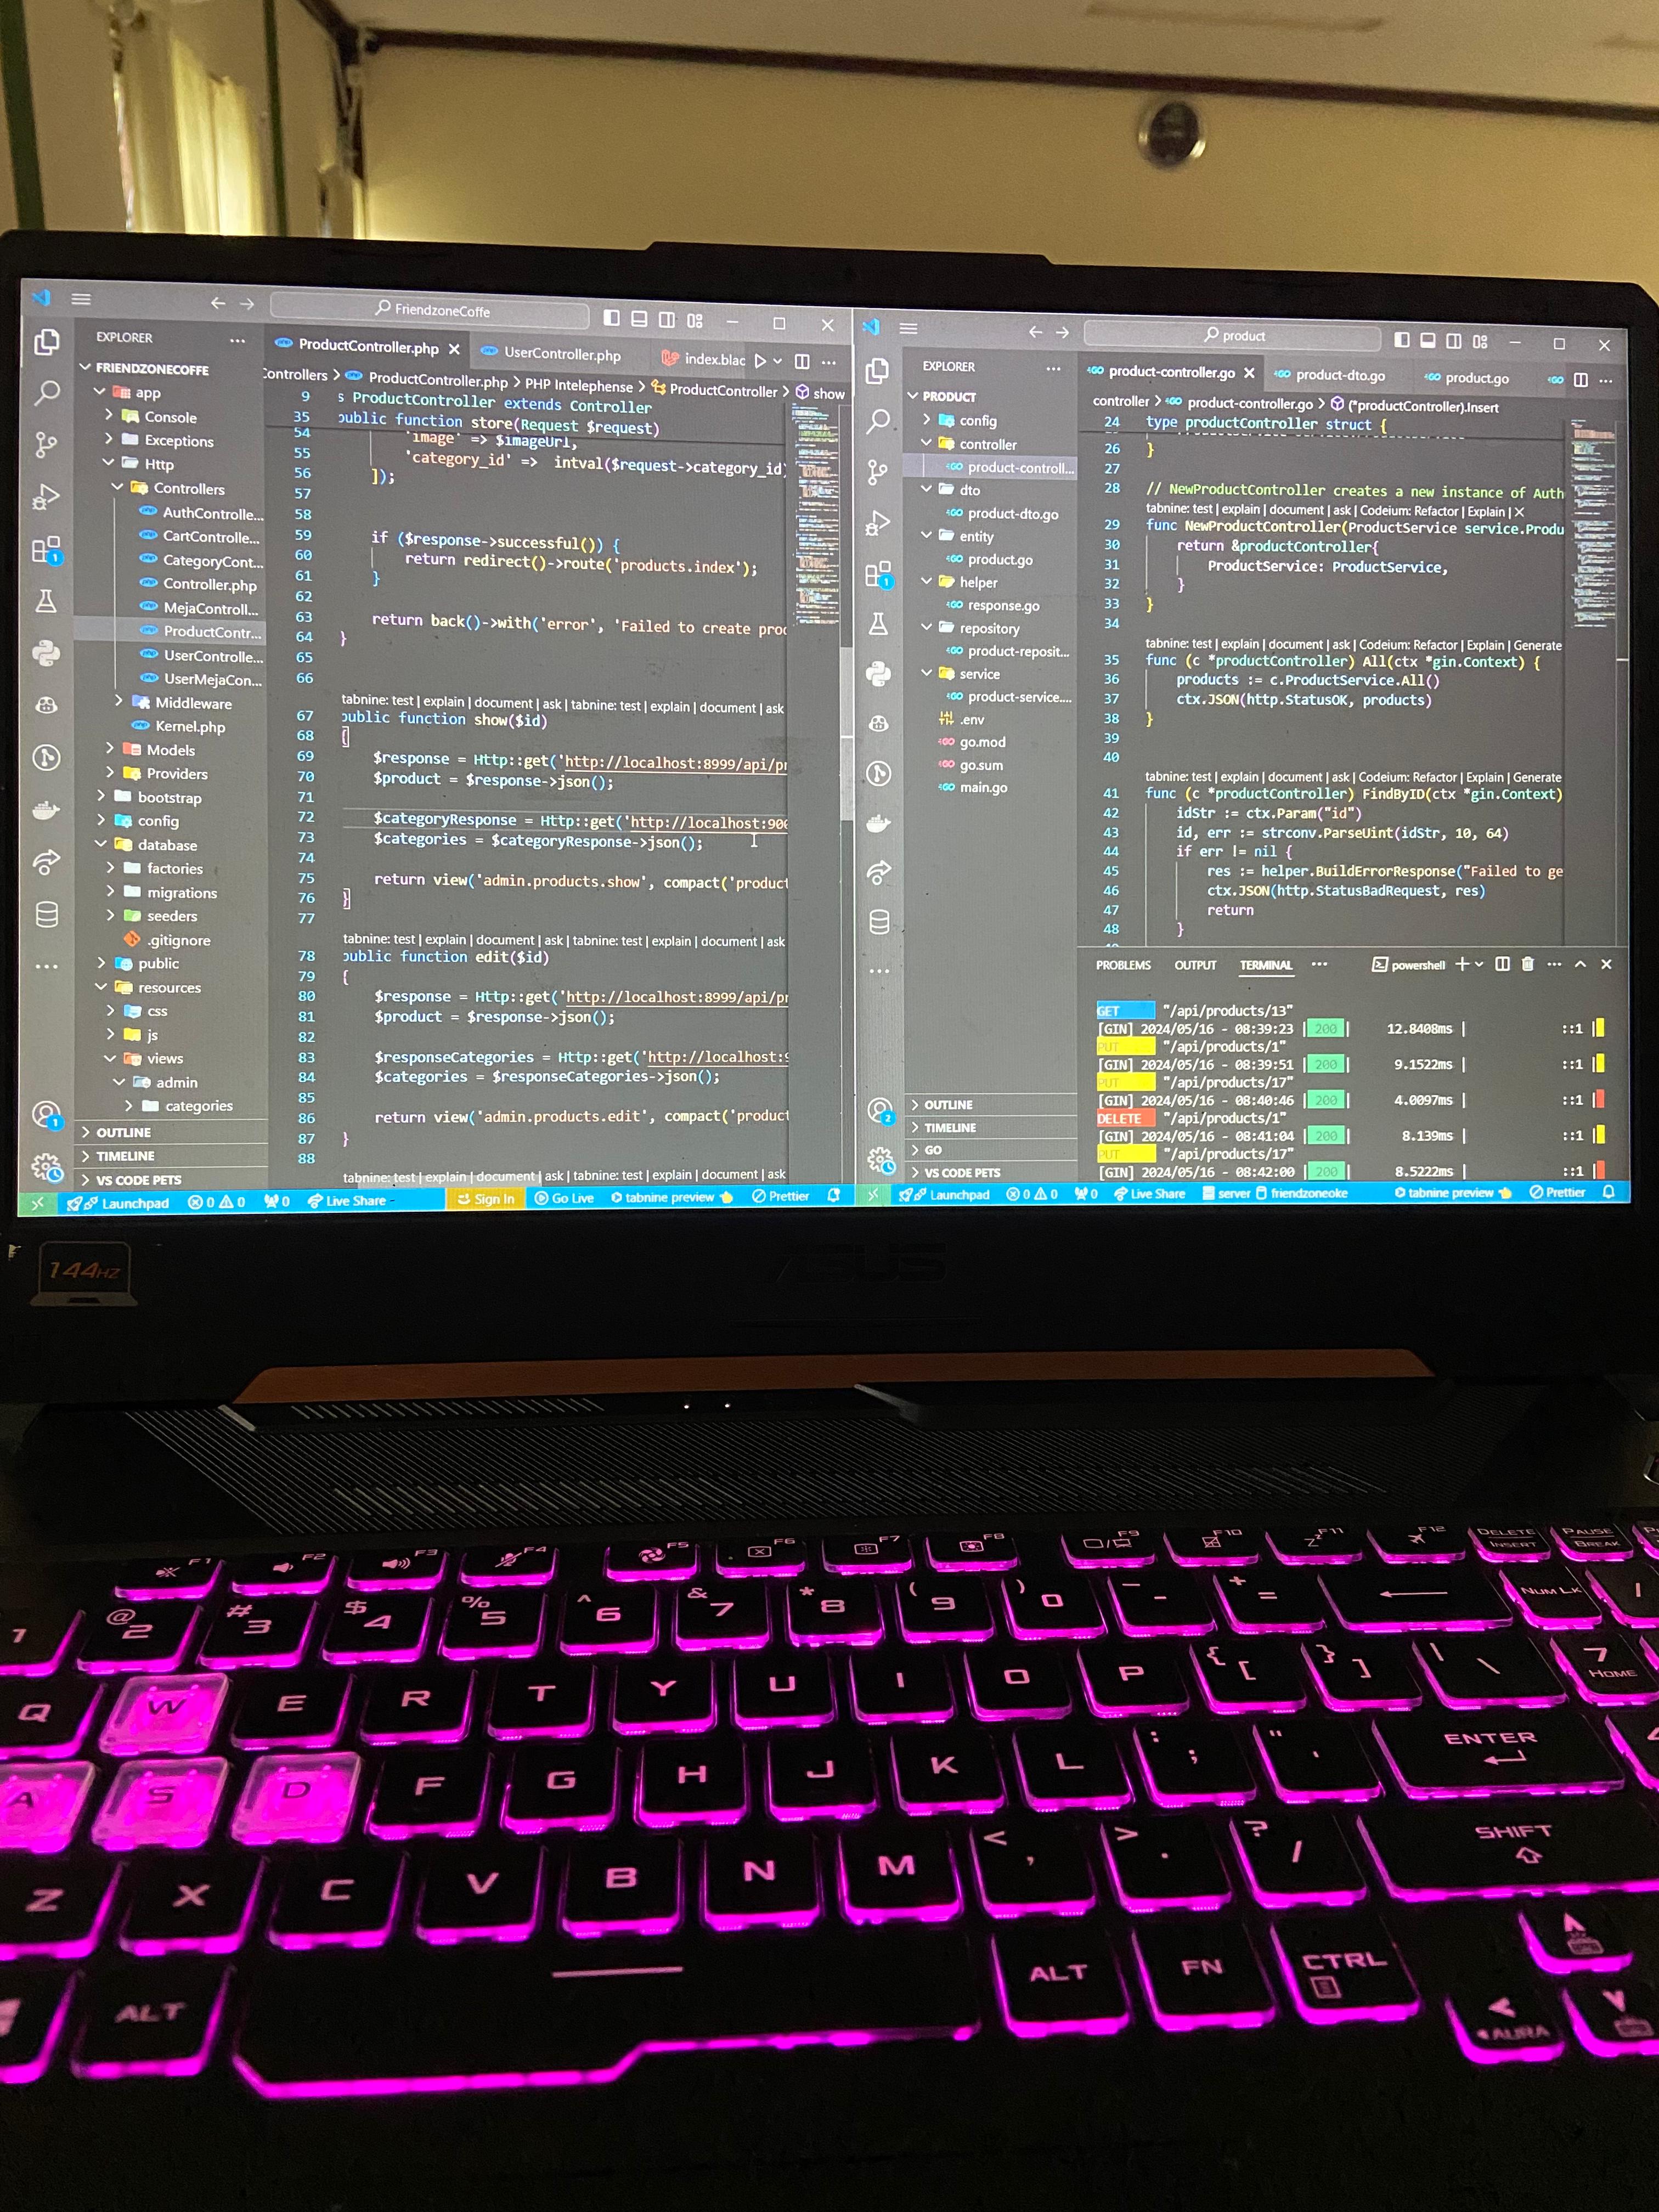 FriendzoneCoffe
EXPLORER
FRIENDZONECOFFE
app
Console
Exceptions
Http
Controllers
AuthControlle...
CartControlle...
CategoryCont...
Controller.php
MejaControll...
ProductContr...
UserControlle...
UserMejaCon...
Middleware
Kernel.php
Models
Providers
bootstrap
config
database
factories
migrations
seeders
.gitignore
public
resources
css
js
views
admin
categories
OUTLINE
TIMELINE
VS CODE PETS
ProductController.php UserController.php index.blac
Controllers > ProductController.php > PHP Intelephense > ProductController > show
9 s ProductController extends Controller
35 public function store(Request $request)
54 'image' => $imageUrl,
55 'category_id' => intval($request->category_id)
56 ]);
57
58
59 if ($response->successful()) {
60 return redirect()->route('products.index');
61 }
62
63 return back()->with('error', 'Failed to create proc
64 }
65
66
tabnine: test | explain | document | ask | tabnine: test | explain | document | ask
67 public function show($id)
68 {
69 $response = Http::get('http://localhost:8999/api/pr
70 $product = $response->json();
71
72 $categoryResponse = Http::get('http://localhost:900
73 $categories = $categoryResponse->json();
74
75 return view('admin.products.show', compact('product
76 }
77
tabnine: test | explain | document | ask | tabnine: test | explain | document | ask
78 public function edit($id)
79 {
80 $response = Http::get('http://localhost:8999/api/pr
81 $product = $response->json();
82
83 $responseCategories = Http::get('http://localhost:9
84 $categories = $responseCategories->json();
85
86 return view('admin.products.edit', compact('product
87 }
88
tabnine: test | explain | document | ask | tabnine: test | explain | document | ask
Launchpad 0 0 0 Live Share Sign In Go Live tabnine preview Prettier
product
EXPLORER
PRODUCT
config
controller
product-controll...
dto
product-dto.go
entity
product.go
helper
response.go
repository
product-reposit...
service
product-service....
.env
go.mod
go.sum
main.go
OUTLINE
TIMELINE
GO
VS CODE PETS
product-controller.go product-dto.go product.go
controller > product-controller.go > (*productController).Insert
24 type productController struct {
26 }
27
28 // NewProductController creates a new instance of Auth
tabnine: test | explain | document | ask | Codeium: Refactor | Explain | X
29 func NewProductController(ProductService service.Produ
30 return &productController{
31 ProductService: ProductService,
32 }
33 }
34
tabnine: test | explain | document | ask | Codeium: Refactor | Explain | Generate
35 func (c *productController) All(ctx *gin.Context) {
36 products := c.ProductService.All()
37 ctx.JSON(http.StatusOK, products)
38 }
39
40
tabnine: test | explain | document | ask | Codeium: Refactor | Explain | Generate
41 func (c *productController) FindByID(ctx *gin.Context)
42 idStr := ctx.Param("id")
43 id, err := strconv.ParseUint(idStr, 10, 64)
44 if err != nil {
45 res := helper.BuildErrorResponse("Failed to ge
46 ctx.JSON(http.StatusBadRequest, res)
47 return
48 }
PROBLEMS OUTPUT TERMINAL powershell
GET "/api/products/13"
[GIN] 2024/05/16 - 08:39:23 | 200 | 12.8408ms | ::1 |
PUT "/api/products/1"
[GIN] 2024/05/16 - 08:39:51 | 200 | 9.1522ms | ::1 |
PUT "/api/products/17"
[GIN] 2024/05/16 - 08:40:46 | 200 | 4.0097ms | ::1 |
DELETE "/api/products/1"
[GIN] 2024/05/16 - 08:41:04 | 200 | 8.139ms | ::1 |
PUT "/api/products/17"
[GIN] 2024/05/16 - 08:42:00 | 200 | 8.5222ms | ::1 |
Launchpad 0 0 0 Live Share server friendzoneoke tabnine preview Prettier
144HZ
ASUS
F1 F2 F3 F4 F5 F6 F7 F8 F9 F10 F11 F12 DELETE INSERT PAUSE BREAK
1 @ 2 # 3 $ 4 % 5 ^ 6 & 7 * 8 ( 9 ) 0 _ - + = NUM LK /
Q W E R T Y U I O P { [ } ] | \ 7 HOME
A S D F G H J K L : ; " ' ENTER
Z X C V B N M < , > . ? / SHIFT
ALT ALT FN CTRL AURA